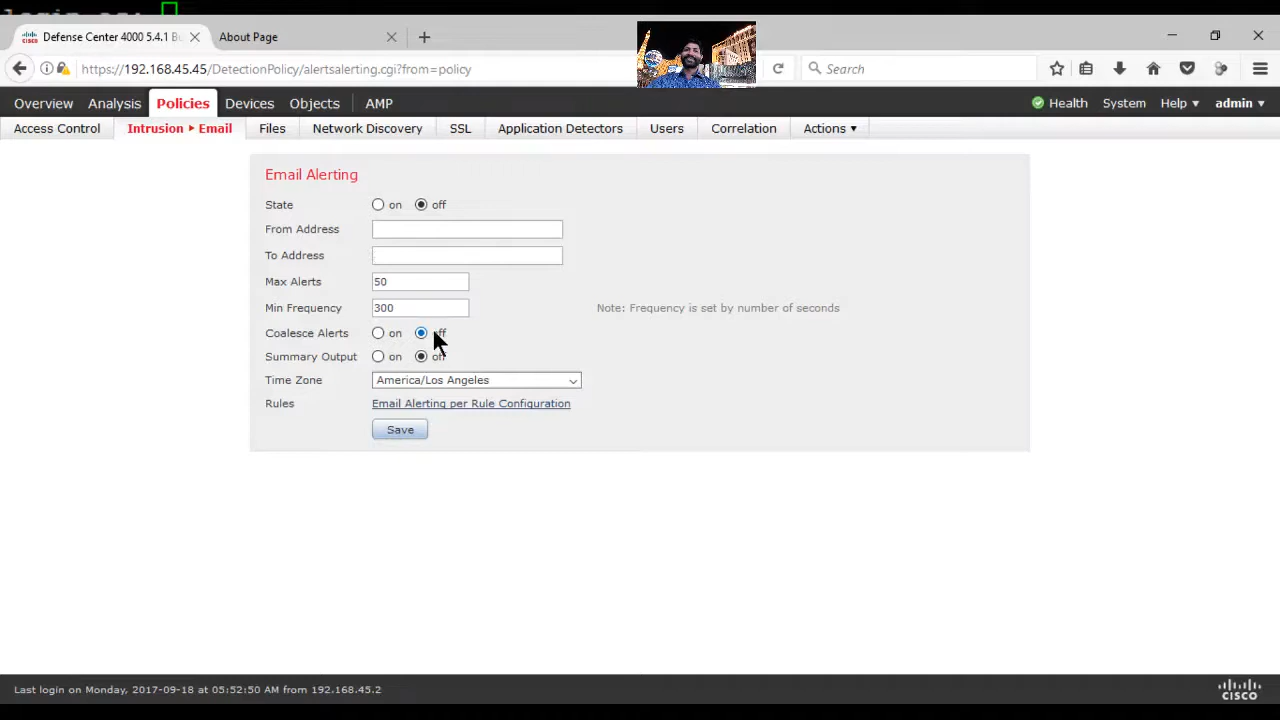 Defense Center 4000 5.4.1
About Page
https://192.168.45.45/DetectionPolicy/alertsalerting.cgi?from=policy
Search
Overview Analysis Policies Devices Objects AMP Health System Help admin
Access Control Intrusion Email Files Network Discovery SSL Application Detectors Users Correlation Actions
Email Alerting
State on off
From Address
To Address
Max Alerts 50
Min Frequency 300 Note: Frequency is set by number of seconds
Coalesce Alerts on off
Summary Output on off
Time Zone America/Los Angeles
Rules Email Alerting per Rule Configuration
Save
Last login on Monday, 2017-09-18 at 05:52:50 AM from 192.168.45.2
CISCO